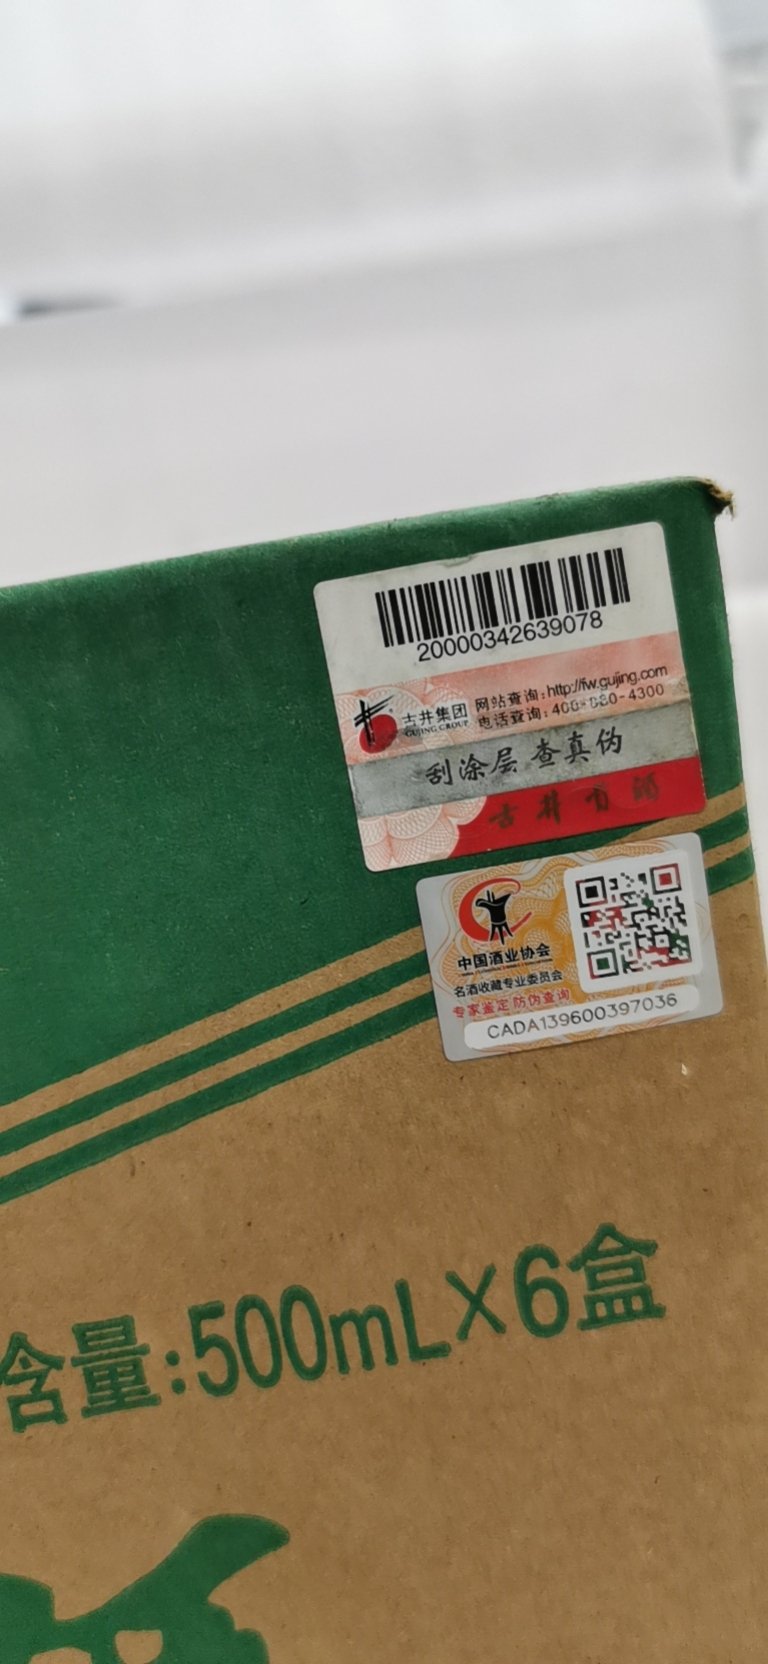 20000342639078
古井集团
GUJING GROUP
网站查询:http://fw.gujing.com
电话查询:400-880-4300
刮涂层 查真伪
古井贡酒
中国酒业协会
名酒收藏专业委员会
专家鉴定 防伪查询
CADA139600397036
含量:500mL×6盒